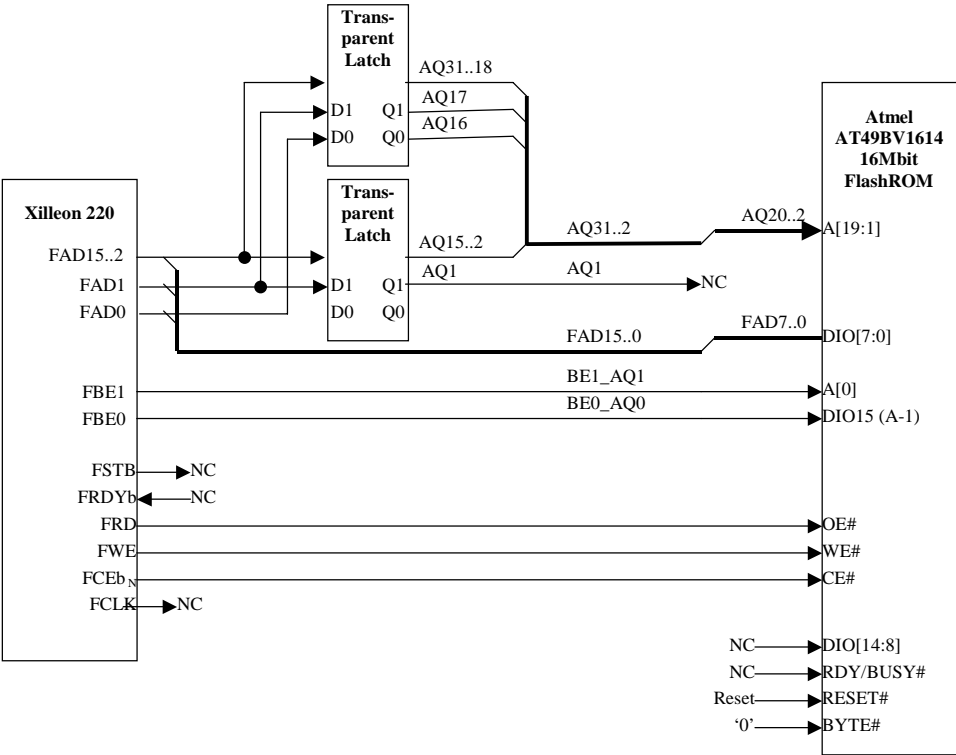 Trans-
parent
Latch
AQ31..18
D1 Q1 AQ17
D0 Q0 AQ16
Atmel
AT49BV1614
16Mbit
FlashROM
Xilleon 220
Trans-
parent
Latch
FAD15..2
FAD1
FAD0
AQ15..2
D1 Q1 AQ1
D0 Q0
AQ31..2
AQ20..2
A[19:1]
AQ1
NC
FAD15..0
FAD7..0
DIO[7:0]
FBE1
BE1_AQ1
A[0]
FBE0
BE0_AQ0
DIO15 (A-1)
FSTB NC
FRDYb NC
FRD OE#
FWE WE#
FCEb N CE#
FCLK NC
NC DIO[14:8]
NC RDY/BUSY#
Reset RESET#
‘0’ BYTE#